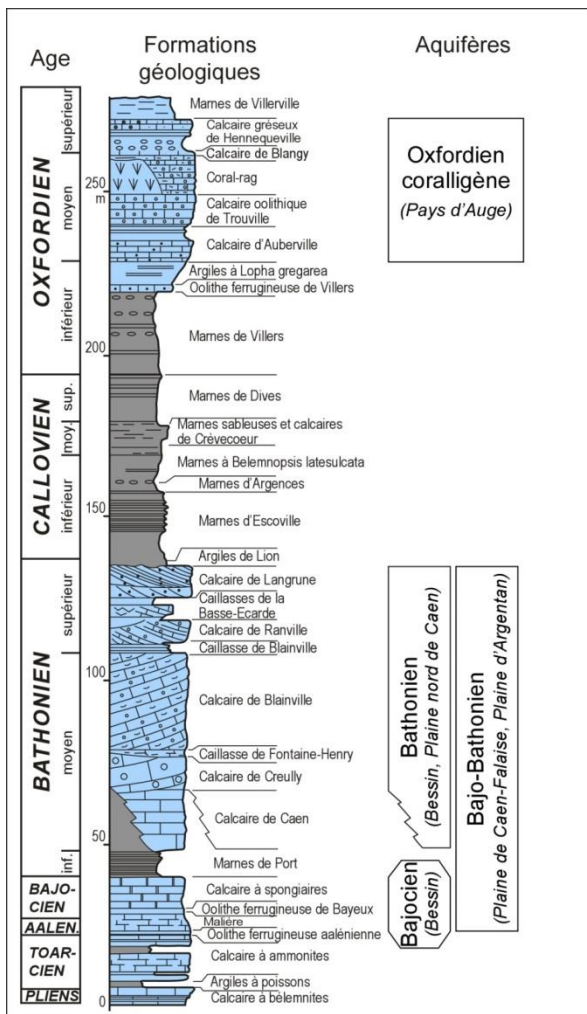 Age
Formations
géologiques
Aquifères
OXFORDIEN
supérieur
moyen
inférieur
CALLOVIEN
sup.
moy.
inférieur
BATHONIEN
supérieur
moyen
inf.
BAJO-
CIEN
AALEN.
TOAR-
CIEN
PLIENS
250
m
200
150
100
50
0
Marnes de Villerville
Calcaire gréseux
de Hennequeville
Calcaire de Blangy
Coral-rag
Calcaire oolithique
de Trouville
Calcaire d'Auberville
Argiles à Lopha gregarea
Oolithe ferrugineuse de Villers
Marnes de Villers
Marnes de Dives
Marnes sableuses et calcaires
de Crèvecoeur
Marnes à Belemnopsis latesulcata
Marnes d'Argences
Marnes d'Escoville
Argiles de Lion
Calcaire de Langrune
Caillasses de la
Basse-Ecarde
Calcaire de Ranville
Caillasse de Blainville
Calcaire de Blainville
Caillasse de Fontaine-Henry
Calcaire de Creully
Calcaire de Caen
Marnes de Port
Calcaire à spongiaires
Oolithe ferrugineuse de Bayeux
Malière
Oolithe ferrugineuse aalénienne
Calcaire à ammonites
Argiles à poissons
Calcaire à bélemnites
Oxfordien
coralligène
(Pays d'Auge)
Bathonien
(Bessin, Plaine nord de Caen)
Bajocien
(Bessin)
Bajo-Bathonien
(Plaine de Caen-Falaise, Plaine d'Argentan)